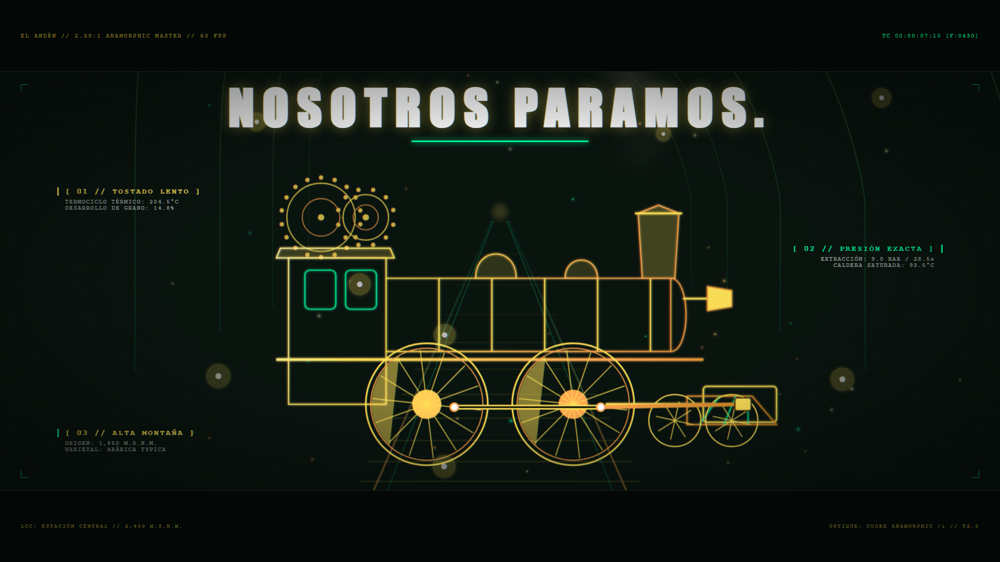 EL ANDÉN // 2.39:1 ANAMORPHIC MASTER // 60 FPS
TC 00:00:07:10 [F:0430]
NOSOTROS PARAMOS.
[ 01 // TOSTADO LENTO ]
TERMOCICLO TÉRMICO: 204.5°C
DESARROLLO DE GRANO: 14.8%
[ 02 // PRESIÓN EXACTA ]
EXTRACCIÓN: 9.0 BAR / 28.5s
CALDERA SATURADA: 93.5°C
[ 03 // ALTA MONTAÑA ]
ORIGEN: 1,850 M.S.N.M.
VARIETAL: ARÁBICA TYPICA
LOC: ESTACIÓN CENTRAL // 2,400 M.S.N.M.
OPTIQUE: COOKE ANAMORPHIC /i // T2.3